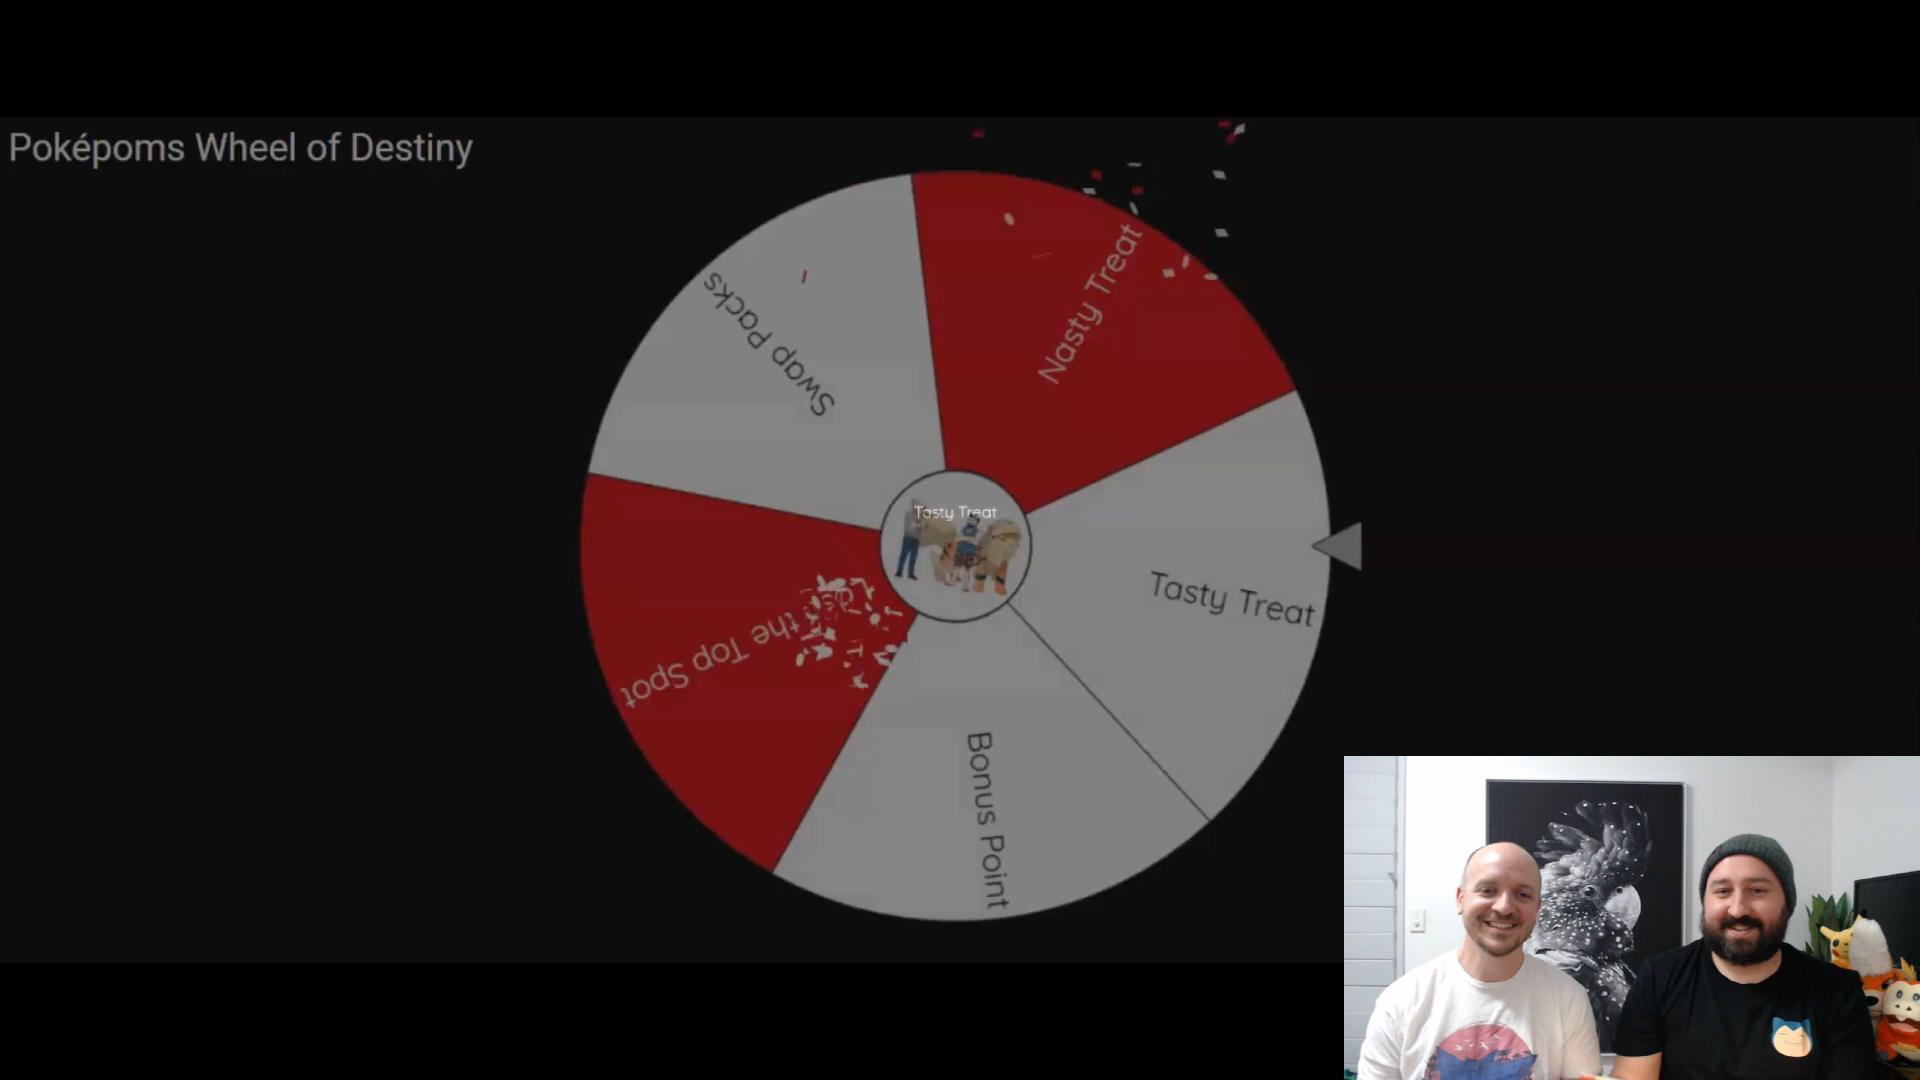 Poképoms Wheel of Destiny
Nasty Treat
Swap Packs
Tasty Treat
Tasty Treat
the Top Spot
Bonus Point